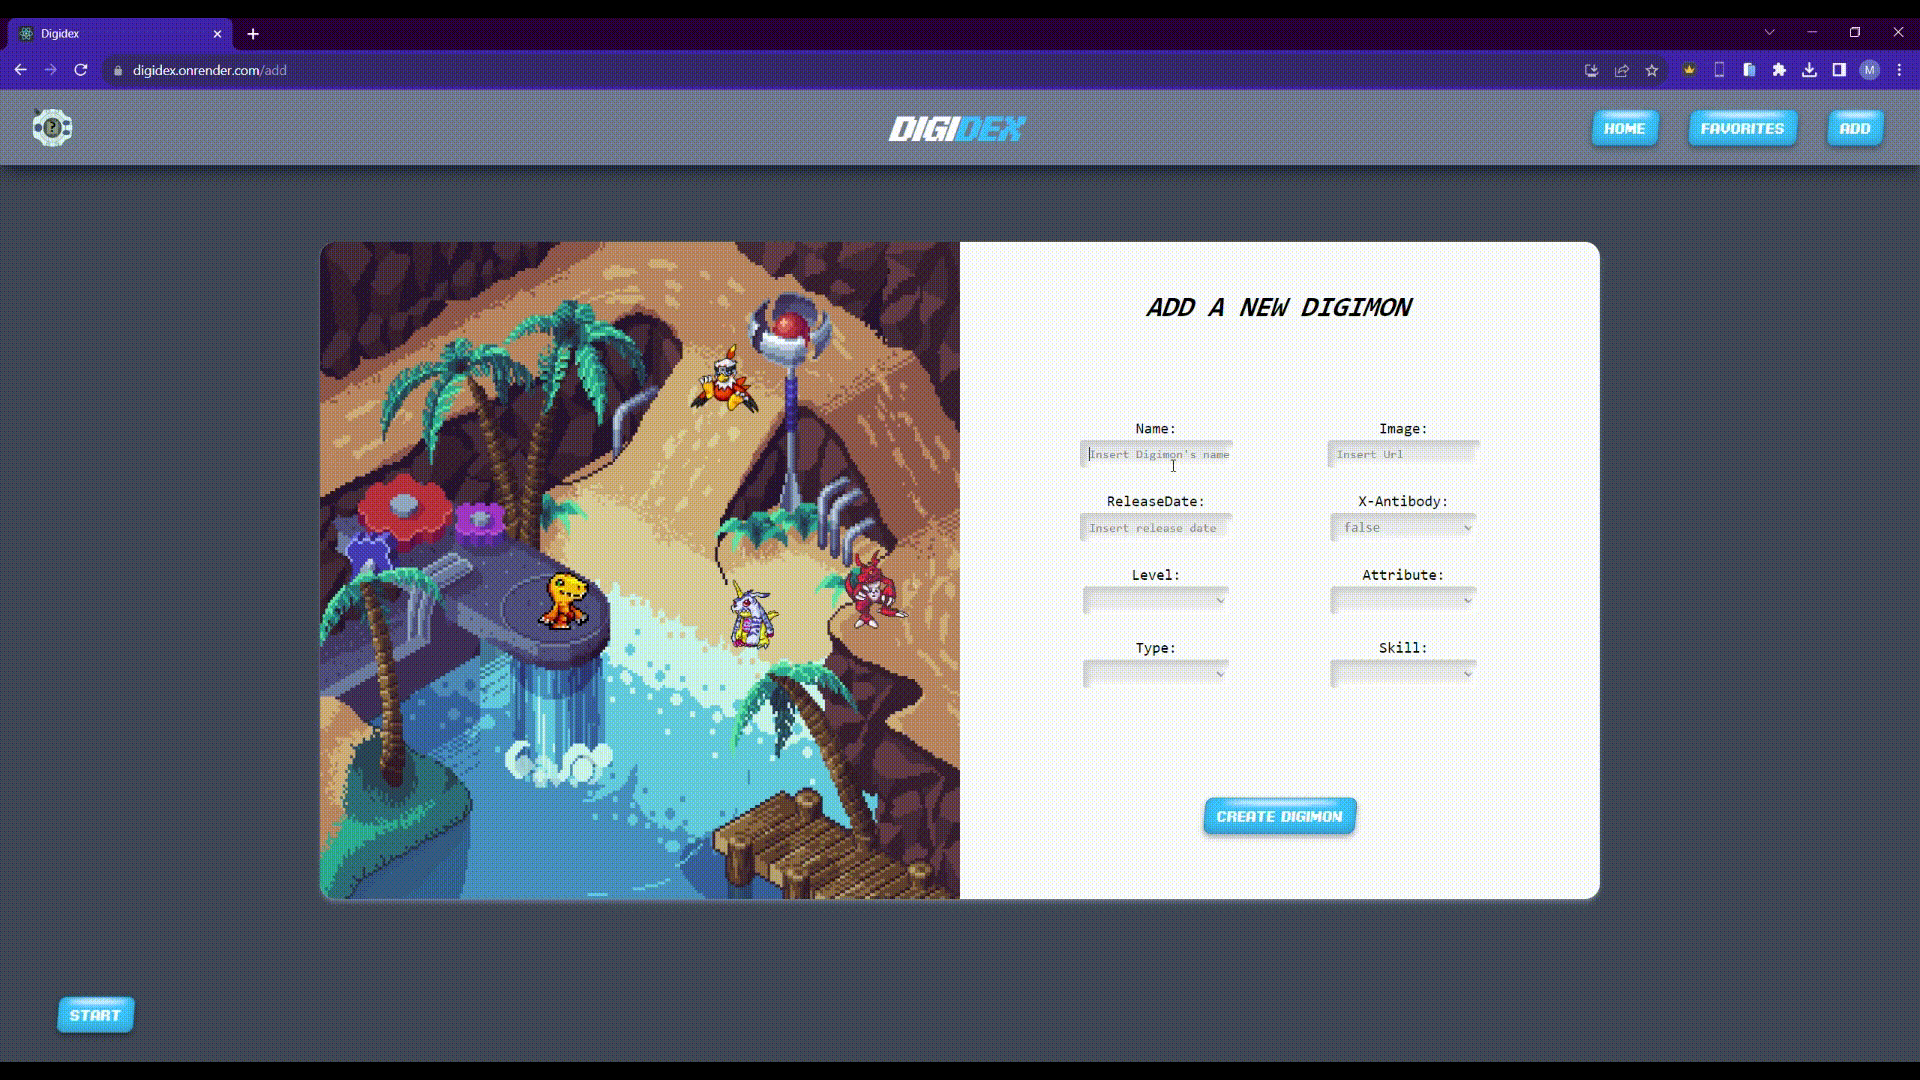 Digidex
digidex.onrender.com/add
M
DIGIDEX
HOME
FAVORITES
ADD
ADD A NEW DIGIMON
Name:
Image:
Insert Digimon's name
Insert Url
ReleaseDate:
X-Antibody:
Insert release date
false
Level:
Attribute:
Type:
Skill:
CREATE DIGIMON
START